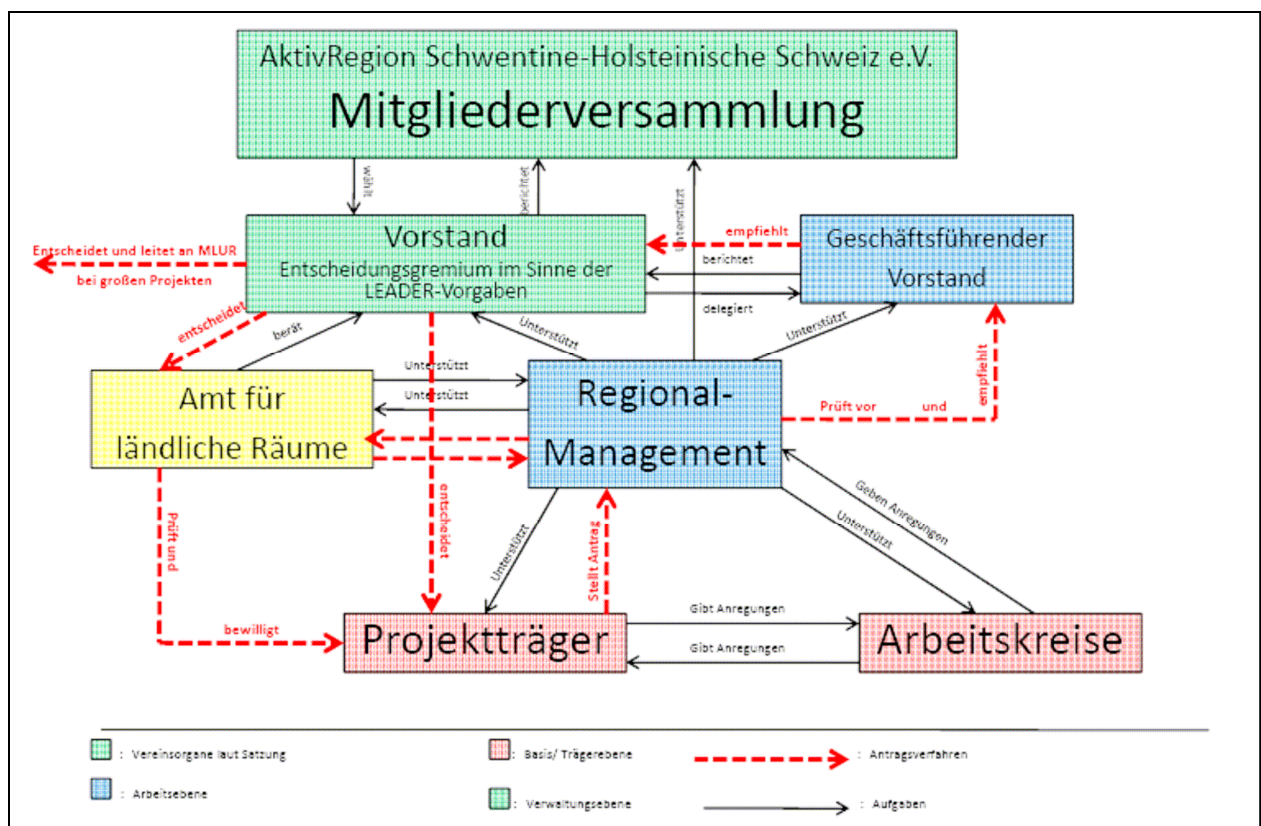 AktivRegion Schwentine-Holsteinische Schweiz e.V.
Mitgliederversammlung
wählt
berichtet
Unterstützt
Vorstand
Entscheidungsgremium im Sinne der
LEADER-Vorgaben
Entscheidet und leitet an MLUR
bei großen Projekten
empfiehlt
berichtet
delegiert
Geschäftsführender
Vorstand
entscheidet
berät
Unterstützt
Unterstützt
Amt für
ländliche Räume
Unterstützt
Unterstützt
Regional-
Management
Prüft vor und
empfiehlt
Prüft und
bewilligt
entscheidet
Unterstützt
Stellt Antrag
Geben Anregungen
Unterstützt
Projektträger
Gibt Anregungen
Gibt Anregungen
Arbeitskreise
: Vereinsorgane laut Satzung
: Basis/ Trägerebene
: Antragsverfahren
: Arbeitsebene
: Verwaltungsebene
: Aufgaben